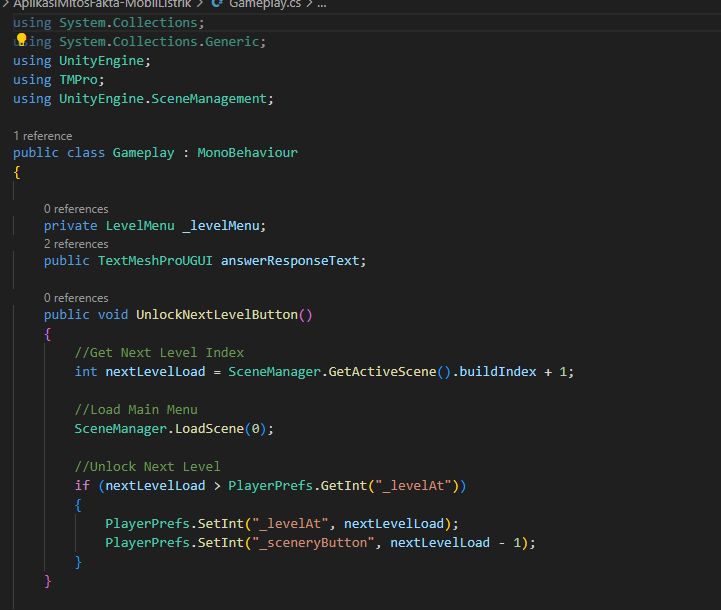 > AplikasiMitosFakta-MobilListrik > Gameplay.cs > ...
using System.Collections;
using System.Collections.Generic;
using UnityEngine;
using TMPro;
using UnityEngine.SceneManagement;
1 reference
public class Gameplay : MonoBehaviour
{
0 references
private LevelMenu _levelMenu;
2 references
public TextMeshProUGUI answerResponseText;
0 references
public void UnlockNextLevelButton()
{
//Get Next Level Index
int nextLevelLoad = SceneManager.GetActiveScene().buildIndex + 1;
//Load Main Menu
SceneManager.LoadScene(0);
//Unlock Next Level
if (nextLevelLoad > PlayerPrefs.GetInt("_levelAt"))
{
PlayerPrefs.SetInt("_levelAt", nextLevelLoad);
PlayerPrefs.SetInt("_sceneryButton", nextLevelLoad - 1);
}
}